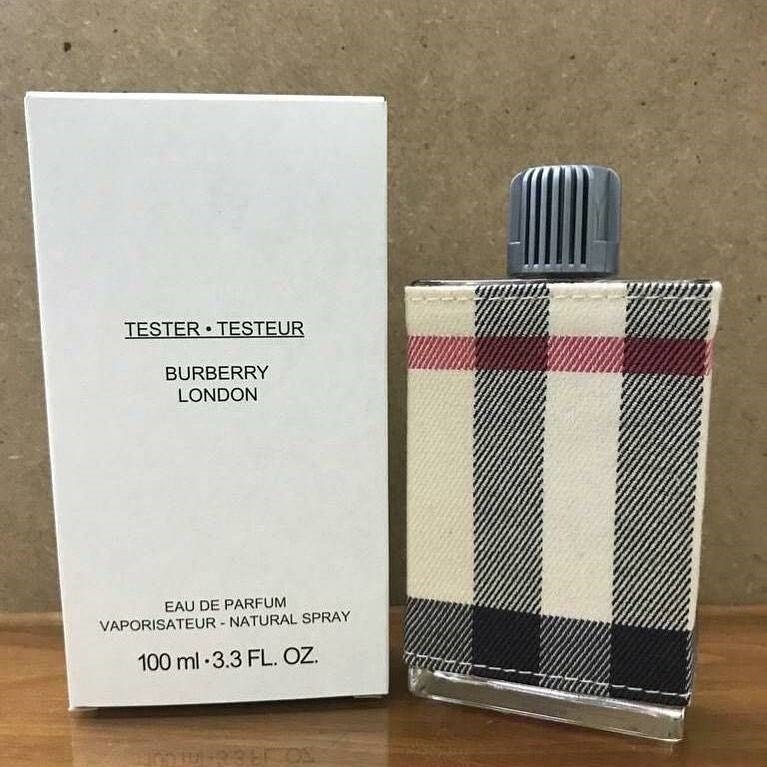 TESTER • TESTEUR
BURBERRY
LONDON
EAU DE PARFUM
VAPORISATEUR - NATURAL SPRAY
100 ml • 3.3 FL. OZ.